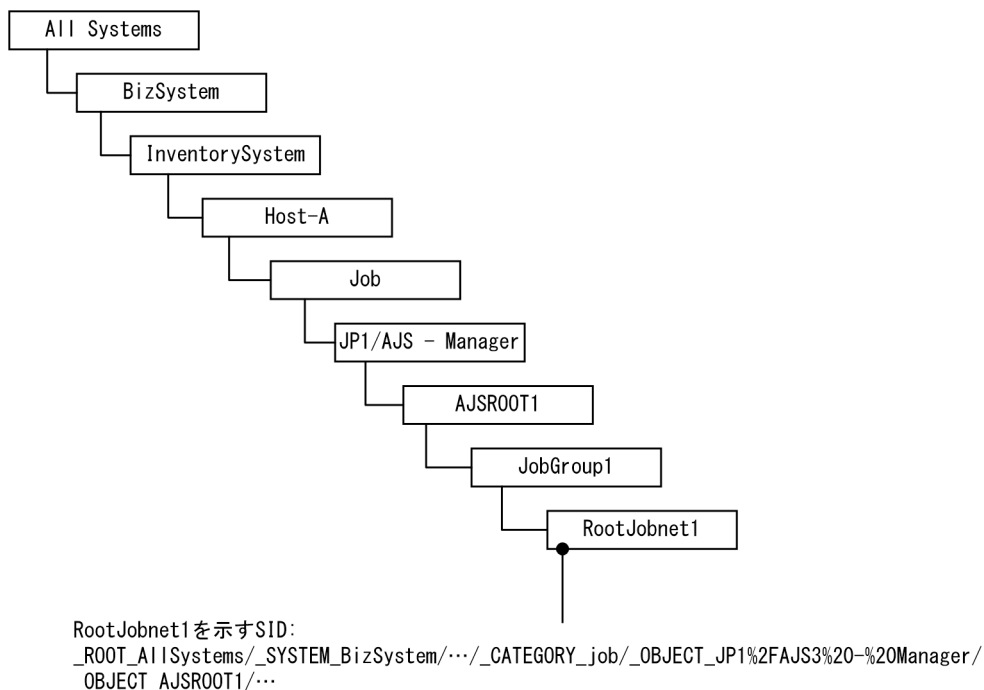 All Systems
BizSystem
InventorySystem
Host-A
Job
JP1/AJS - Manager
AJSROOT1
JobGroup1
RootJobnet1
RootJobnet1を示すSID:
_ROOT_AllSystems/_SYSTEM_BizSystem/…/_CATEGORY_job/_OBJECT_JP1%2FAJS3%20-%20Manager/
_OBJECT_AJSROOT1/…